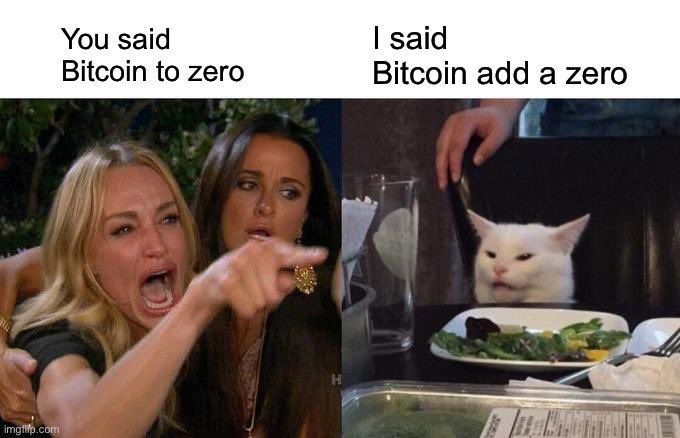 You said
Bitcoin to zero
I said
Bitcoin add a zero
imgflip.com